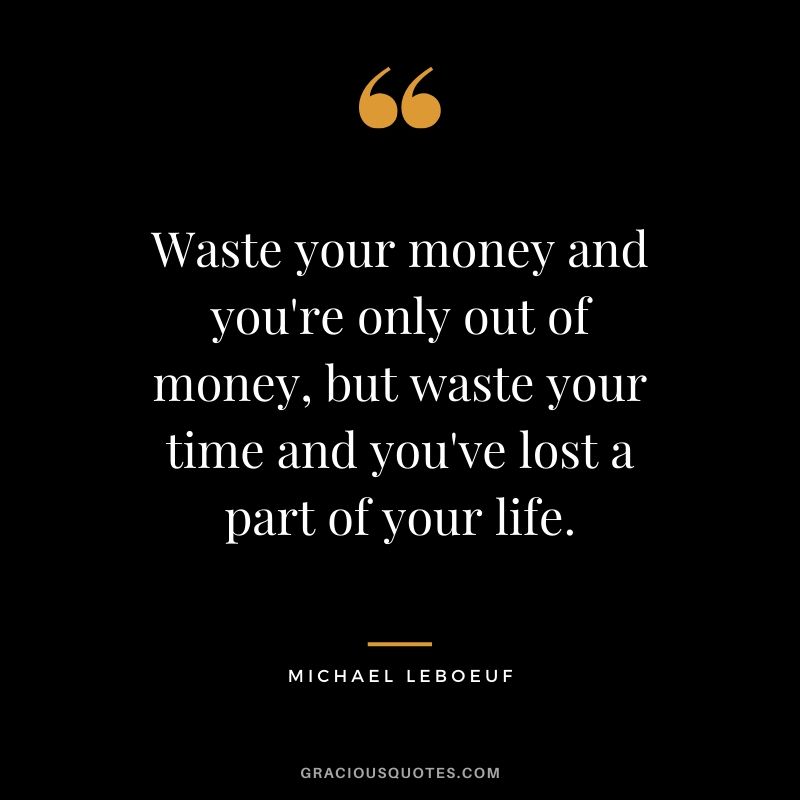 “
Waste your money and
you're only out of
money, but waste your
time and you've lost a
part of your life.
MICHAEL LEBOEUF
GRACIOUSQUOTES.COM